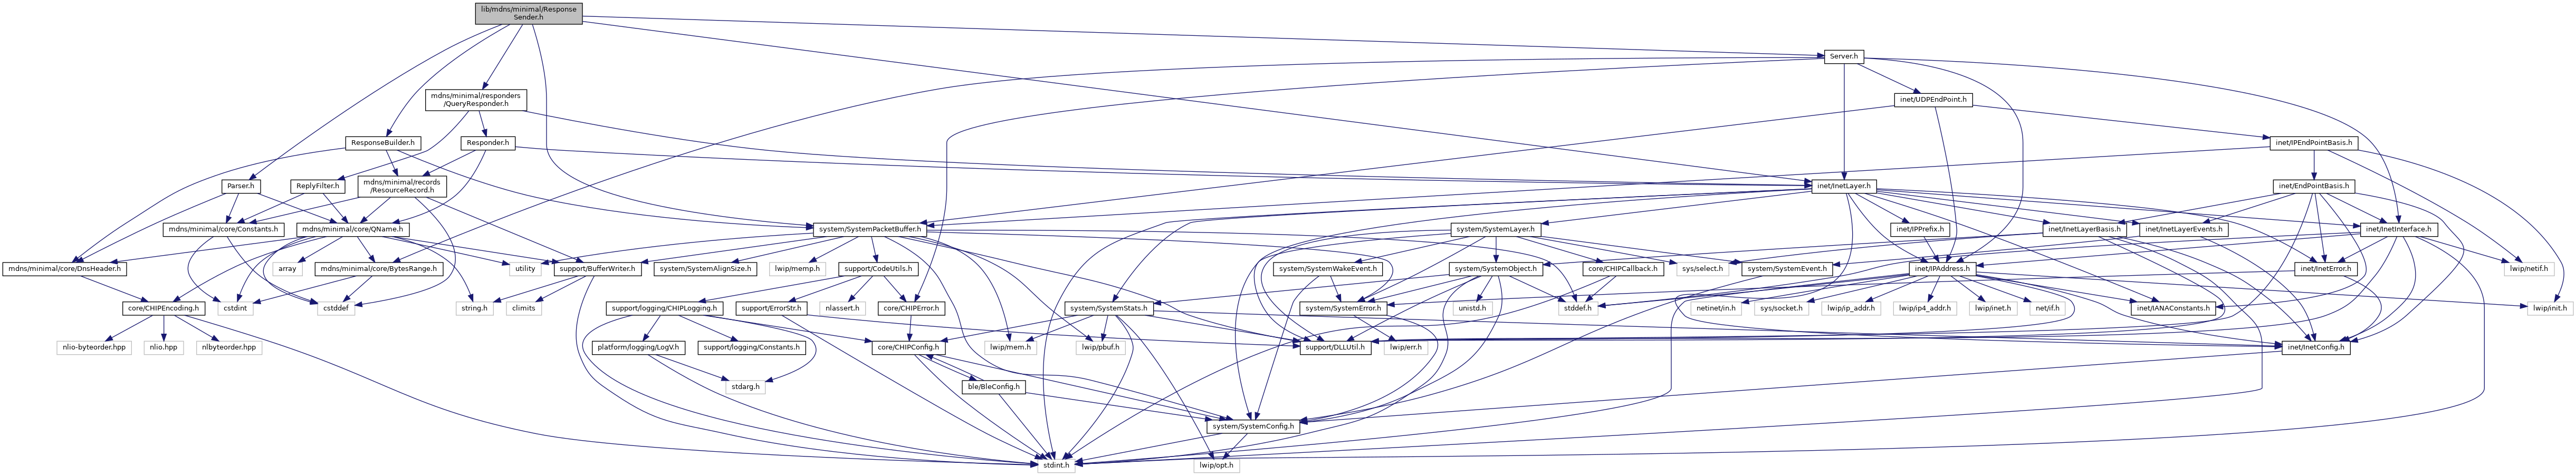 lib/mdns/minimal/Response
Sender.h
Server.h
mdns/minimal/responders
/QueryResponder.h
inet/UDPEndPoint.h
ResponseBuilder.h
Responder.h
inet/IPEndPointBasis.h
Parser.h
ReplyFilter.h
mdns/minimal/records
/ResourceRecord.h
inet/InetLayer.h
inet/EndPointBasis.h
mdns/minimal/core/Constants.h
mdns/minimal/core/QName.h
system/SystemPacketBuffer.h
system/SystemLayer.h
inet/IPPrefix.h
inet/InetLayerBasis.h
inet/InetLayerEvents.h
inet/InetInterface.h
mdns/minimal/core/DnsHeader.h
array
mdns/minimal/core/BytesRange.h
utility
support/BufferWriter.h
system/SystemAlignSize.h
lwip/memp.h
support/CodeUtils.h
system/SystemWakeEvent.h
system/SystemObject.h
core/CHIPCallback.h
sys/select.h
system/SystemEvent.h
inet/IPAddress.h
inet/InetError.h
lwip/netif.h
core/CHIPEncoding.h
cstdint
cstddef
string.h
climits
support/logging/CHIPLogging.h
support/ErrorStr.h
nlassert.h
core/CHIPError.h
system/SystemStats.h
system/SystemError.h
unistd.h
stddef.h
netinet/in.h
sys/socket.h
lwip/ip_addr.h
lwip/ip4_addr.h
lwip/inet.h
net/if.h
inet/IANAConstants.h
lwip/init.h
nlio-byteorder.hpp
nlio.hpp
nlbyteorder.hpp
platform/logging/LogV.h
support/logging/Constants.h
core/CHIPConfig.h
lwip/mem.h
lwip/pbuf.h
support/DLLUtil.h
lwip/err.h
inet/InetConfig.h
stdarg.h
ble/BleConfig.h
system/SystemConfig.h
stdint.h
lwip/opt.h